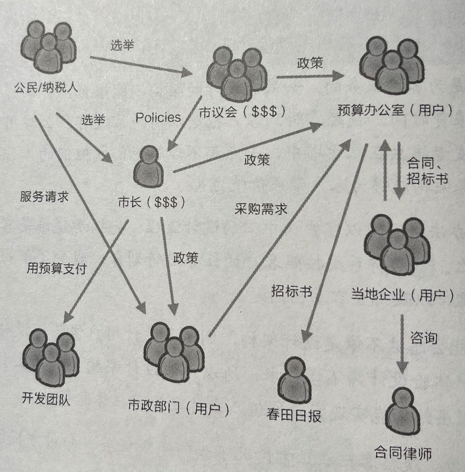 选举
政策
公民/纳税人
市议会（$$$）
预算办公室（用户）
选举
Policies
政策
市长（$$$）
合同、
招标书
服务请求
采购需求
用预算支付
政策
招标书
当地企业（用户）
咨询
开发团队
市政部门（用户）
春田日报
合同律师